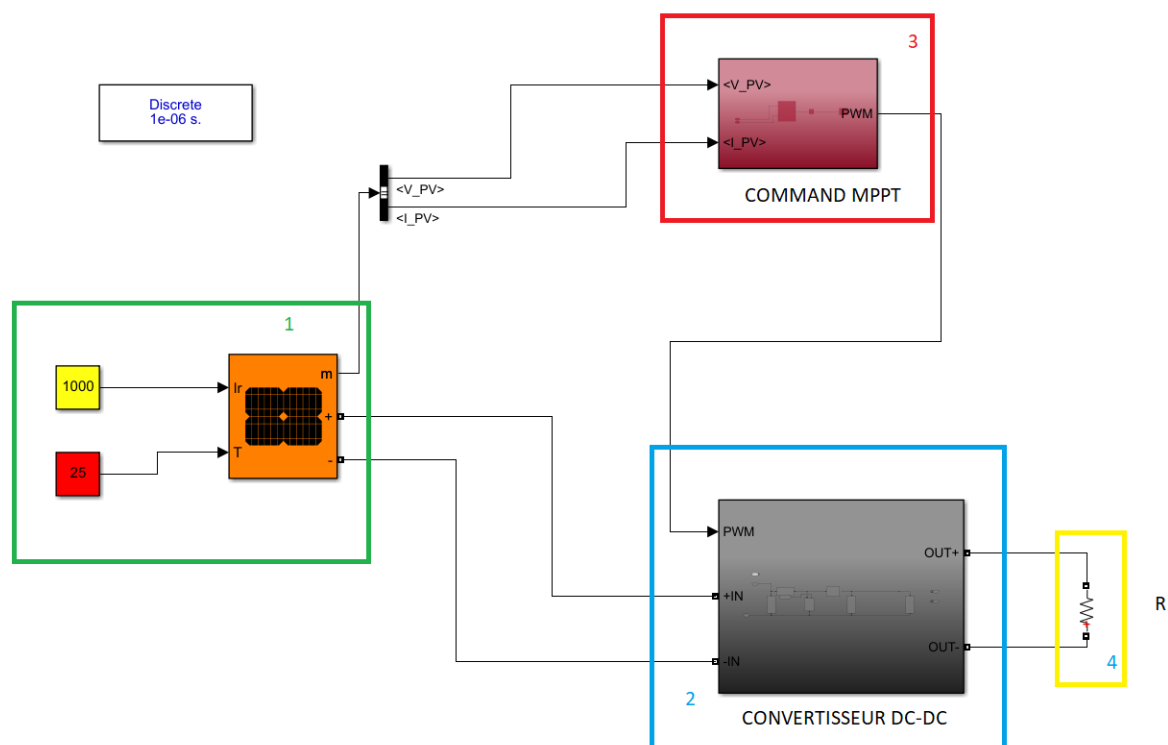 3
Discrete
1e-06 s.
<V_PV>
PWM
<I_PV>
COMMAND MPPT
<V_PV>
<I_PV>
1
m
1000
Ir
+
T
25
-
PWM
OUT+
+IN
R
-IN
OUT-
4
2
CONVERTISSEUR DC-DC